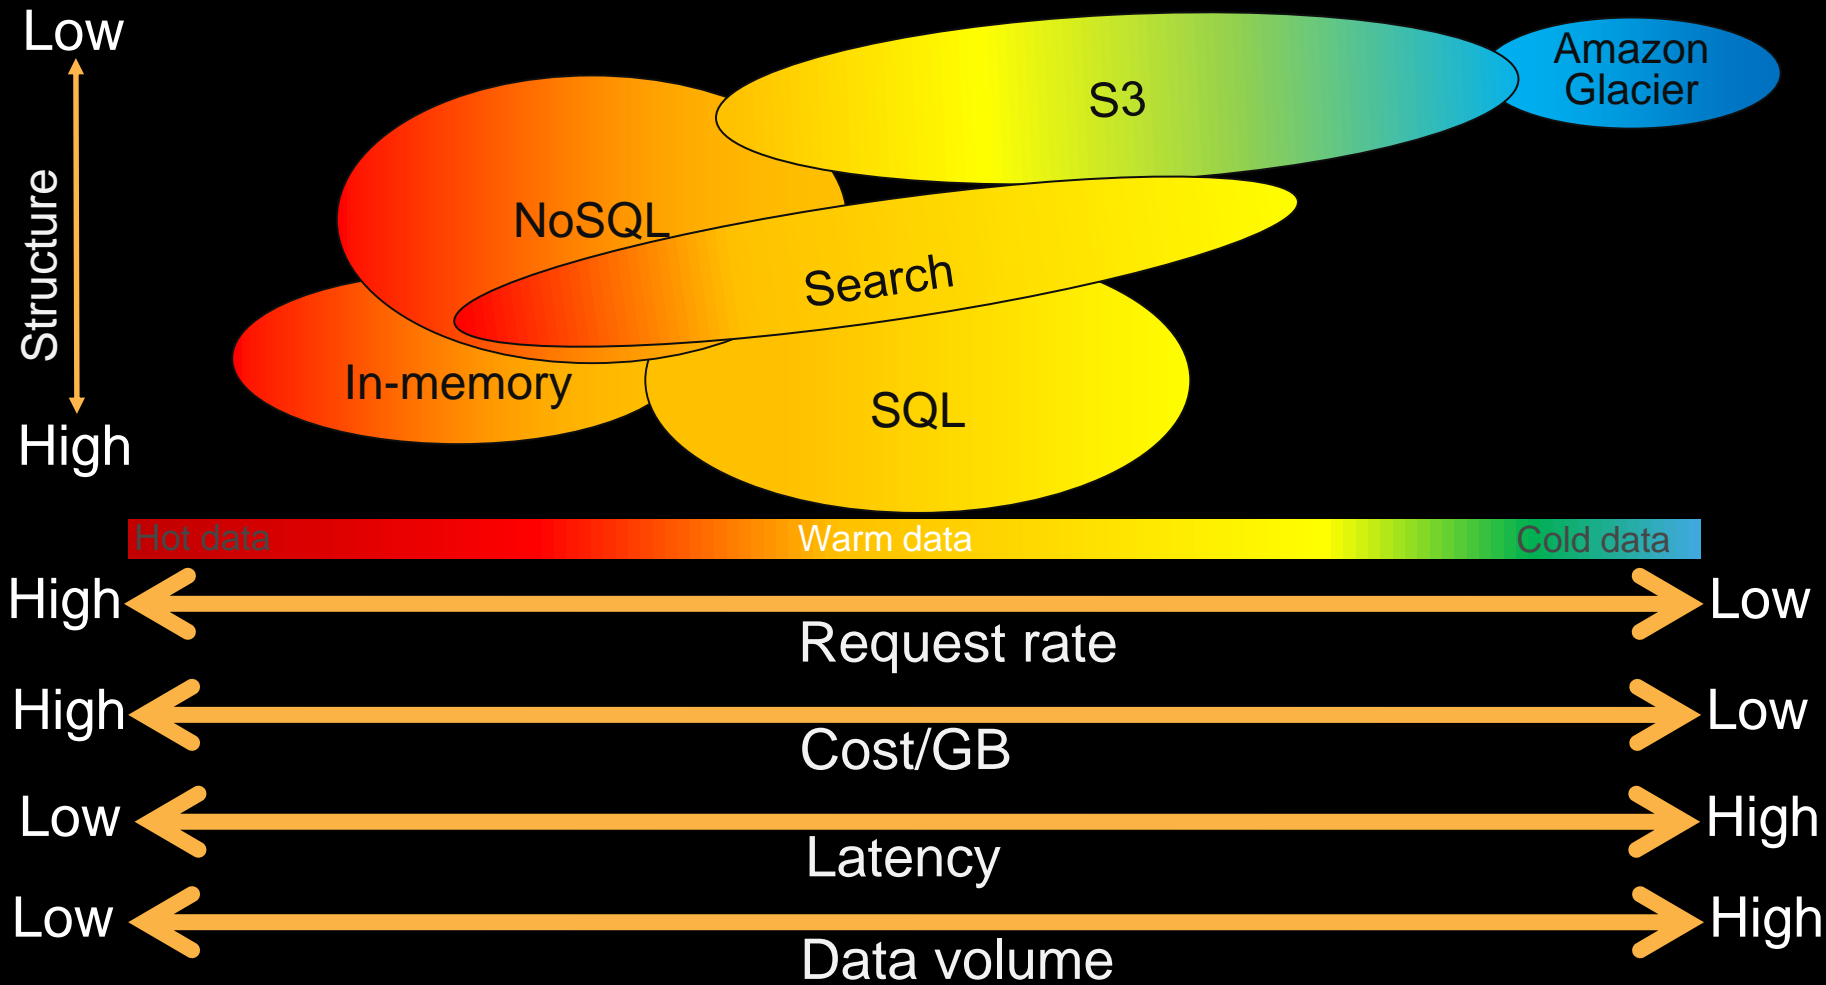 Low
Structure
High
Amazon
Glacier
S3
NoSQL
Search
In-memory
SQL
Hot data
Warm data
Cold data
High
Low
Request rate
High
Low
Cost/GB
Low
High
Latency
Low
High
Data volume